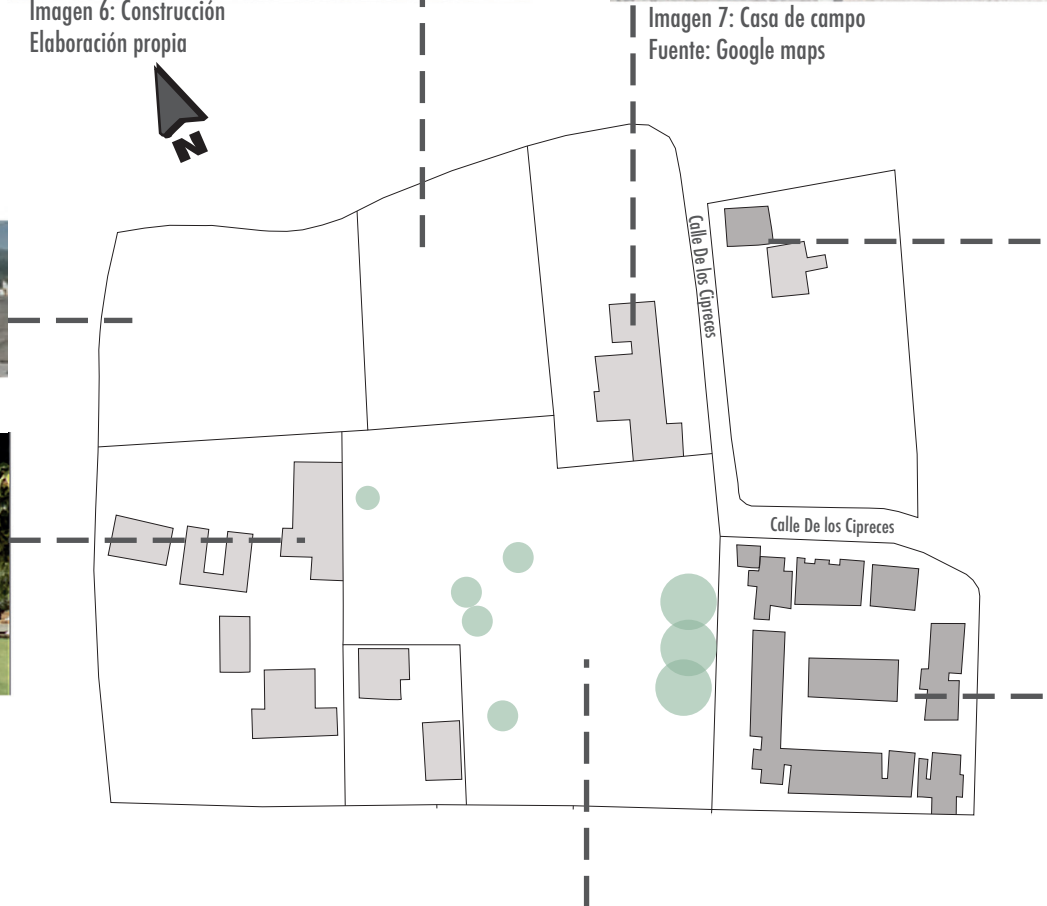 Imagen 6: Construcción
Elaboración propia
Imagen 7: Casa de campo
Fuente: Google maps
N
Calle De los Cipreces
Calle De los Cipreces